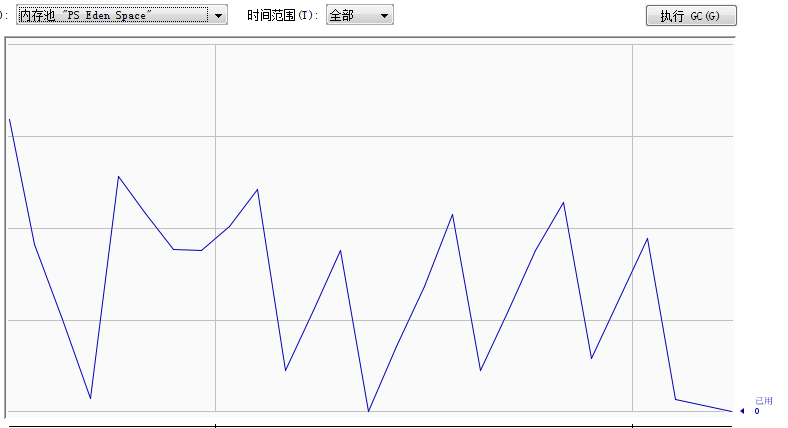 ): 内存池 "PS Eden Space" 时间范围(T): 全部 执行 GC(G)
已用
0